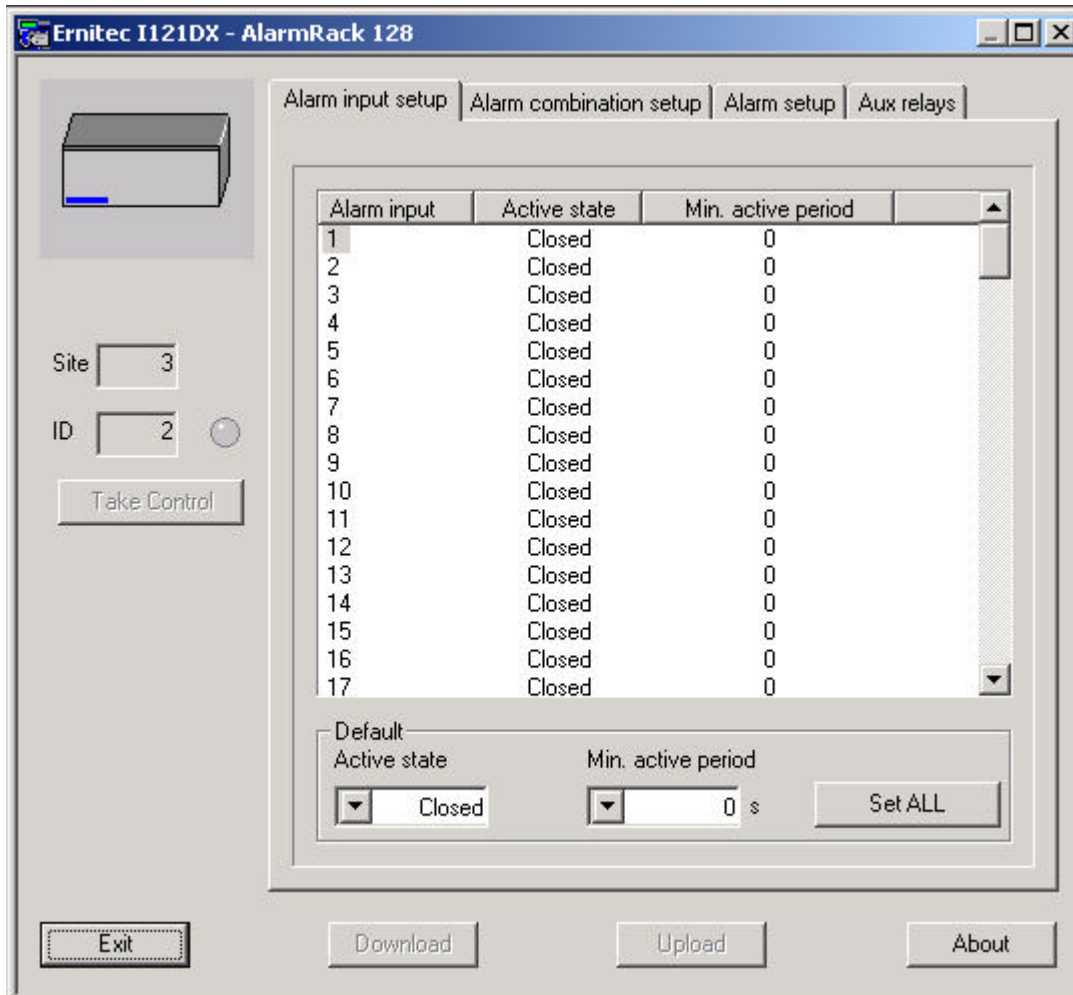 Ernitec I121DX - AlarmRack 128
Alarm input setup Alarm combination setup Alarm setup Aux relays
Alarm input Active state Min. active period
1 Closed 0
2 Closed 0
3 Closed 0
4 Closed 0
5 Closed 0
6 Closed 0
7 Closed 0
8 Closed 0
9 Closed 0
10 Closed 0
11 Closed 0
12 Closed 0
13 Closed 0
14 Closed 0
15 Closed 0
16 Closed 0
17 Closed 0
Site 3
ID 2
Take Control
Default
Active state Min. active period
Closed 0 s Set ALL
Exit Download Upload About